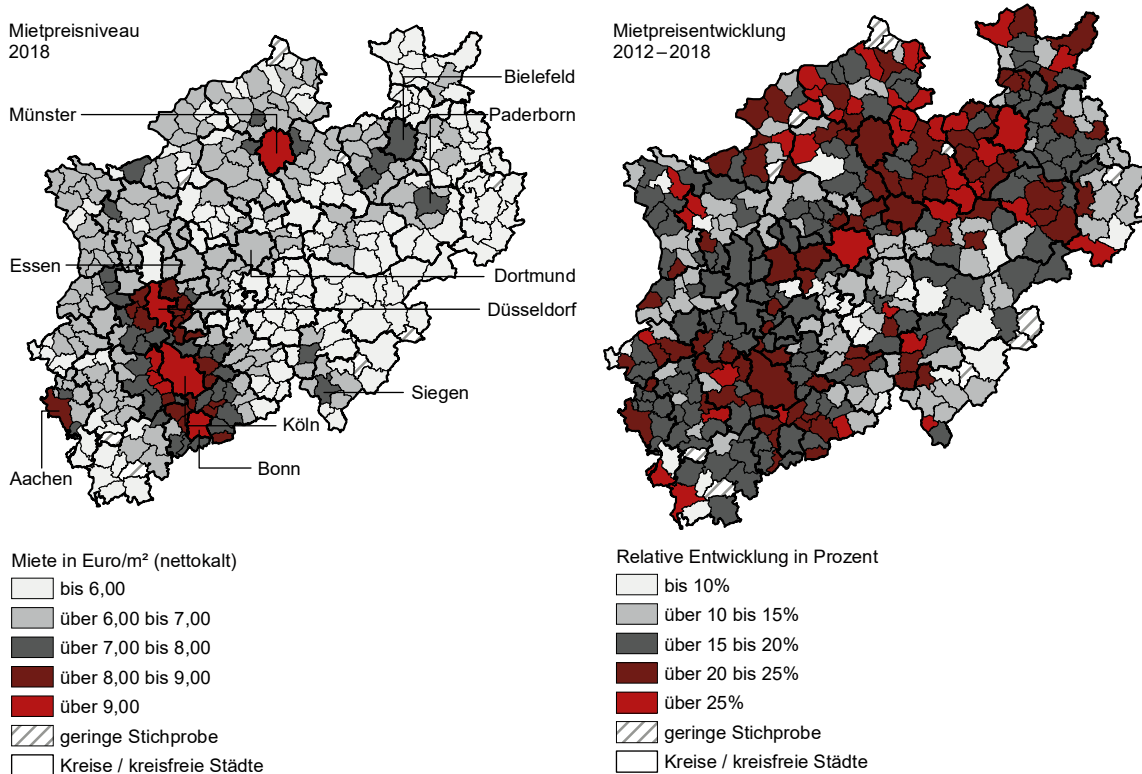 Mietpreisniveau
2018
Bielefeld
Münster
Paderborn
Essen
Dortmund
Düsseldorf
Siegen
Köln
Aachen
Bonn
Miete in Euro/m² (nettokalt)
bis 6,00
über 6,00 bis 7,00
über 7,00 bis 8,00
über 8,00 bis 9,00
über 9,00
geringe Stichprobe
Kreise / kreisfreie Städte
Mietpreisentwicklung
2012–2018
Relative Entwicklung in Prozent
bis 10%
über 10 bis 15%
über 15 bis 20%
über 20 bis 25%
über 25%
geringe Stichprobe
Kreise / kreisfreie Städte